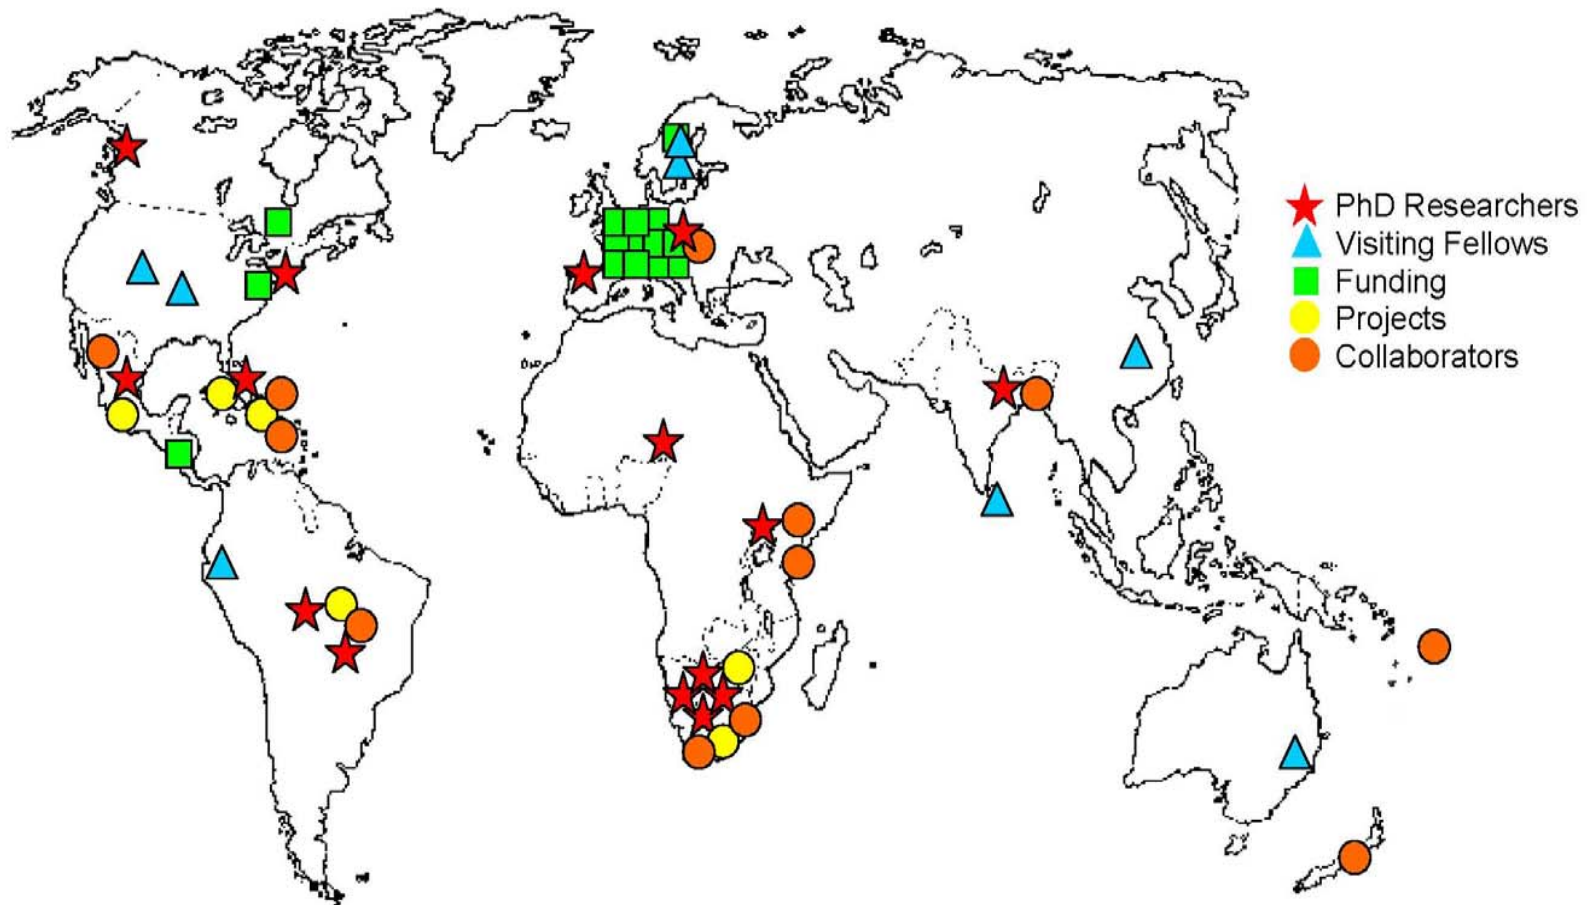 PhD Researchers
Visiting Fellows
Funding
Projects
Collaborators